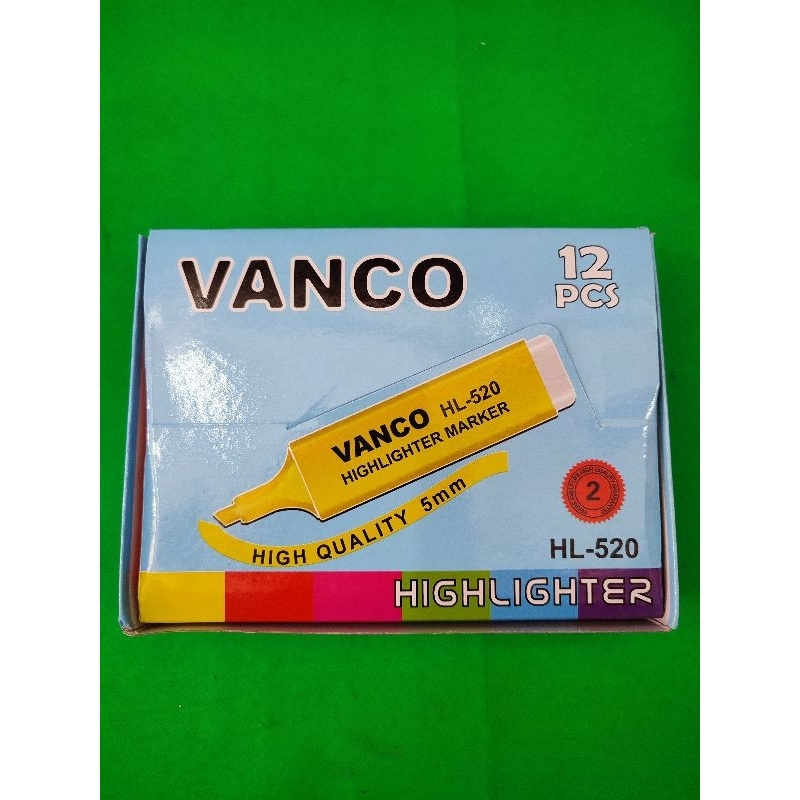 VANCO
12
PCS
VANCO HL-520
HIGHLIGHTER MARKER
HIGH QUALITY 5mm
2
HL-520
HIGHLIGHTER